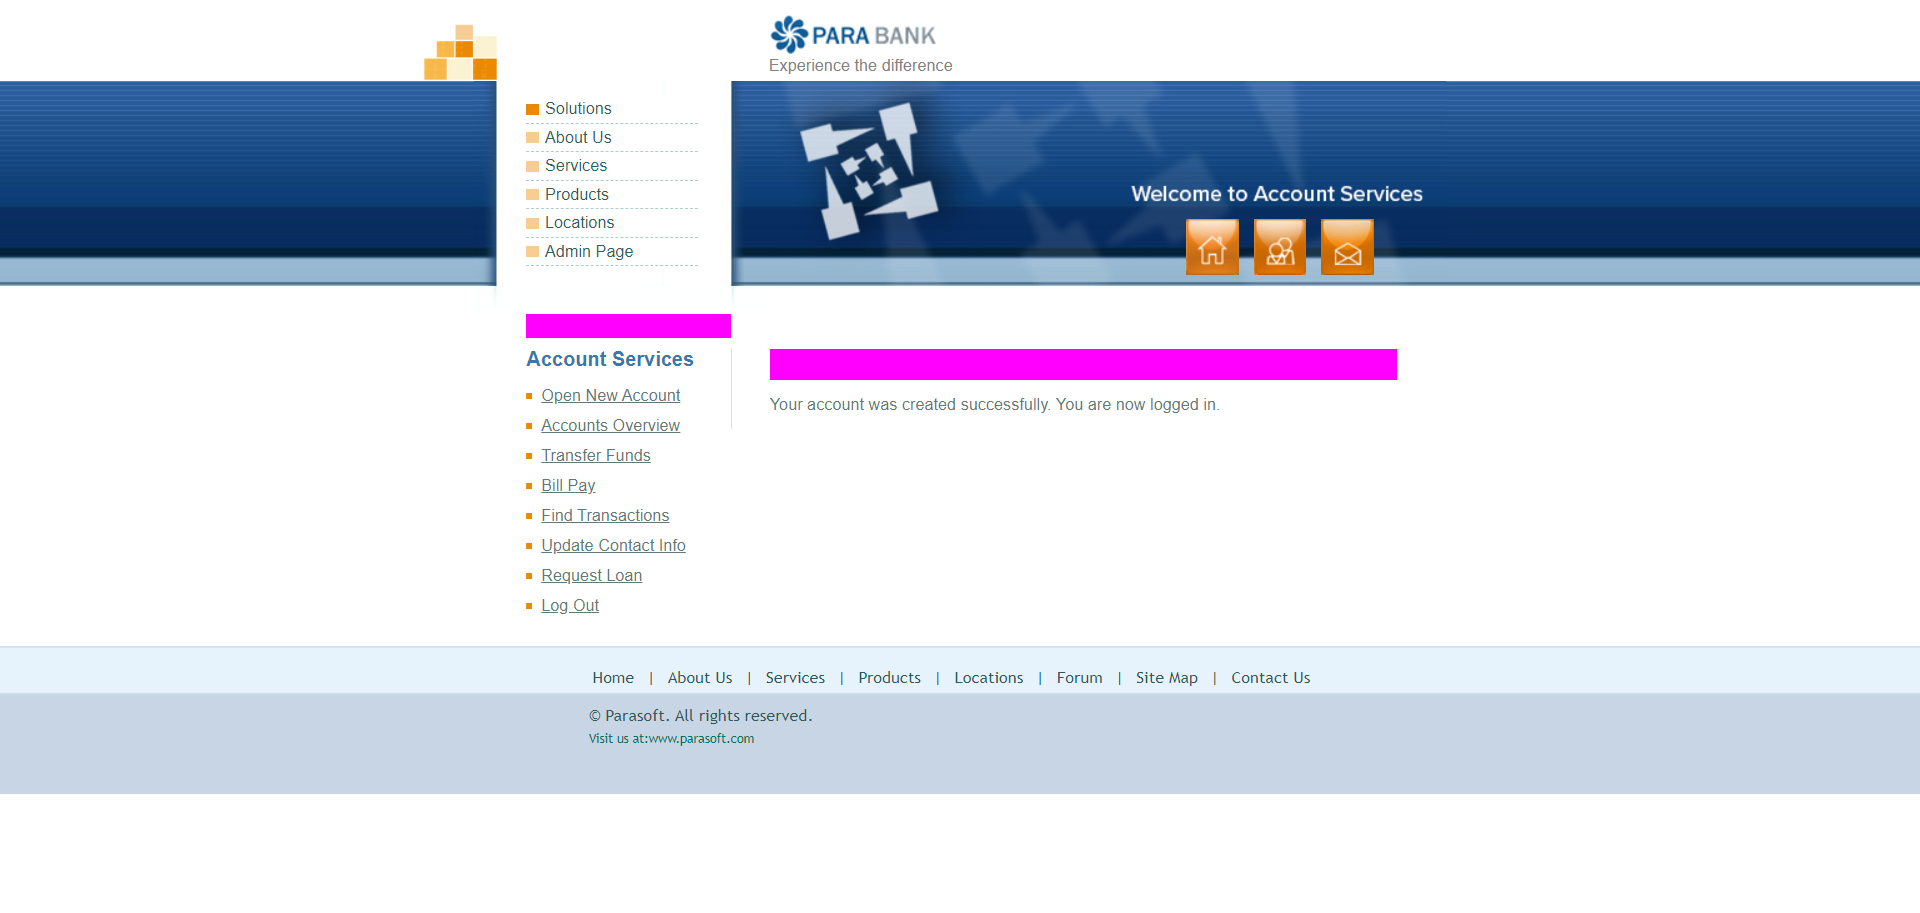 PARA BANK
Experience the difference
Solutions
About Us
Services
Products
Locations
Admin Page
Welcome to Account Services
Account Services
Open New Account
Accounts Overview
Transfer Funds
Bill Pay
Find Transactions
Update Contact Info
Request Loan
Log Out
Your account was created successfully. You are now logged in.
Home | About Us | Services | Products | Locations | Forum | Site Map | Contact Us
© Parasoft. All rights reserved.
Visit us at:www.parasoft.com